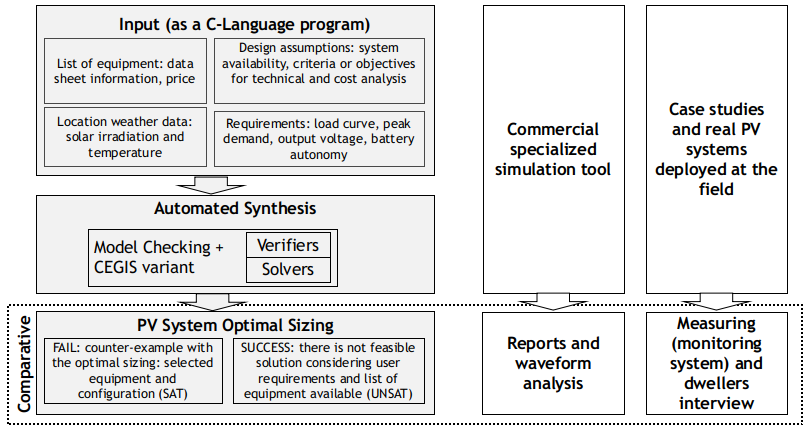 Input (as a C-Language program)
List of equipment: data
sheet information, price
Design assumptions: system
availability, criteria or objectives
for technical and cost analysis
Location weather data:
solar irradiation and
temperature
Requirements: load curve, peak
demand, output voltage, battery
autonomy
Automated Synthesis
Model Checking +
CEGIS variant
Verifiers
Solvers
Comparative
PV System Optimal Sizing
FAIL: counter-example with
the optimal sizing: selected
equipment and
configuration (SAT)
SUCCESS: there is not feasible
solution considering user
requirements and list of
equipment available (UNSAT)
Commercial
specialized
simulation tool
Reports and
waveform
analysis
Case studies
and real PV
systems
deployed at the
field
Measuring
(monitoring
system) and
dwellers
interview